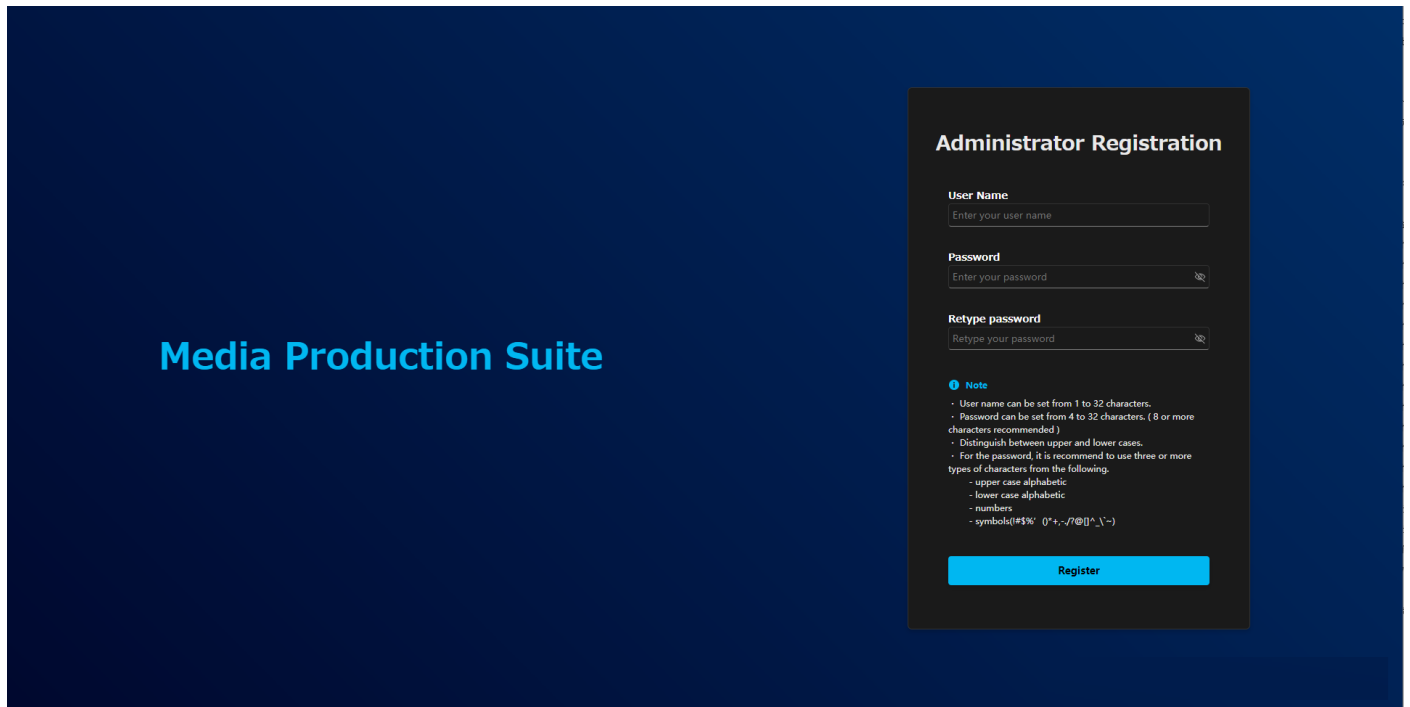 Media Production Suite
Administrator Registration
User Name
Enter your user name
Password
Enter your password
Retype password
Retype your password
Note
・ User name can be set from 1 to 32 characters.
・ Password can be set from 4 to 32 characters. ( 8 or more
characters recommended )
・ Distinguish between upper and lower cases.
・ For the password, it is recommend to use three or more
types of characters from the following.
- upper case alphabetic
- lower case alphabetic
- numbers
- symbols(!#$%' ()*+,-./?@[]^_\`~)
Register